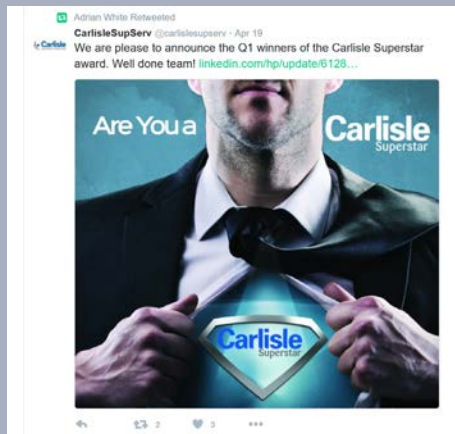 Adrian White Retweeted
CarlisleSupServ @carlislesupserv · Apr 19
Carlisle
We are please to announce the Q1 winners of the Carlisle Superstar
award. Well done team! linkedin.com/hp/update/6128...
Are You a Carlisle
Superstar
Carlisle
Superstar
2 3